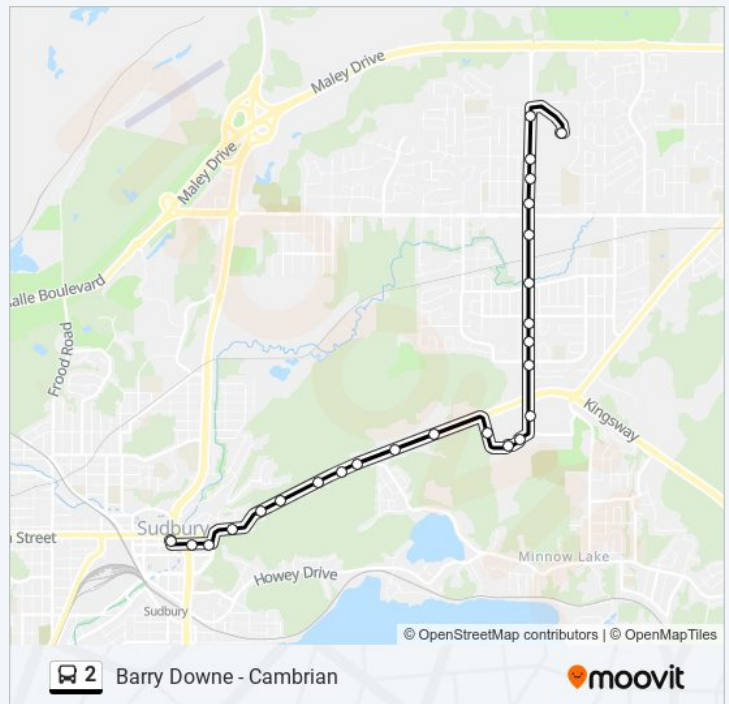 Maley Drive
Maley Drive
alle Boulevard
Frood Road
Kingsway
Sudbury
Street
Minnow Lake
Howey Drive
Sudbury
© OpenStreetMap contributors | © OpenMapTiles
2 Barry Downe - Cambrian
moovit